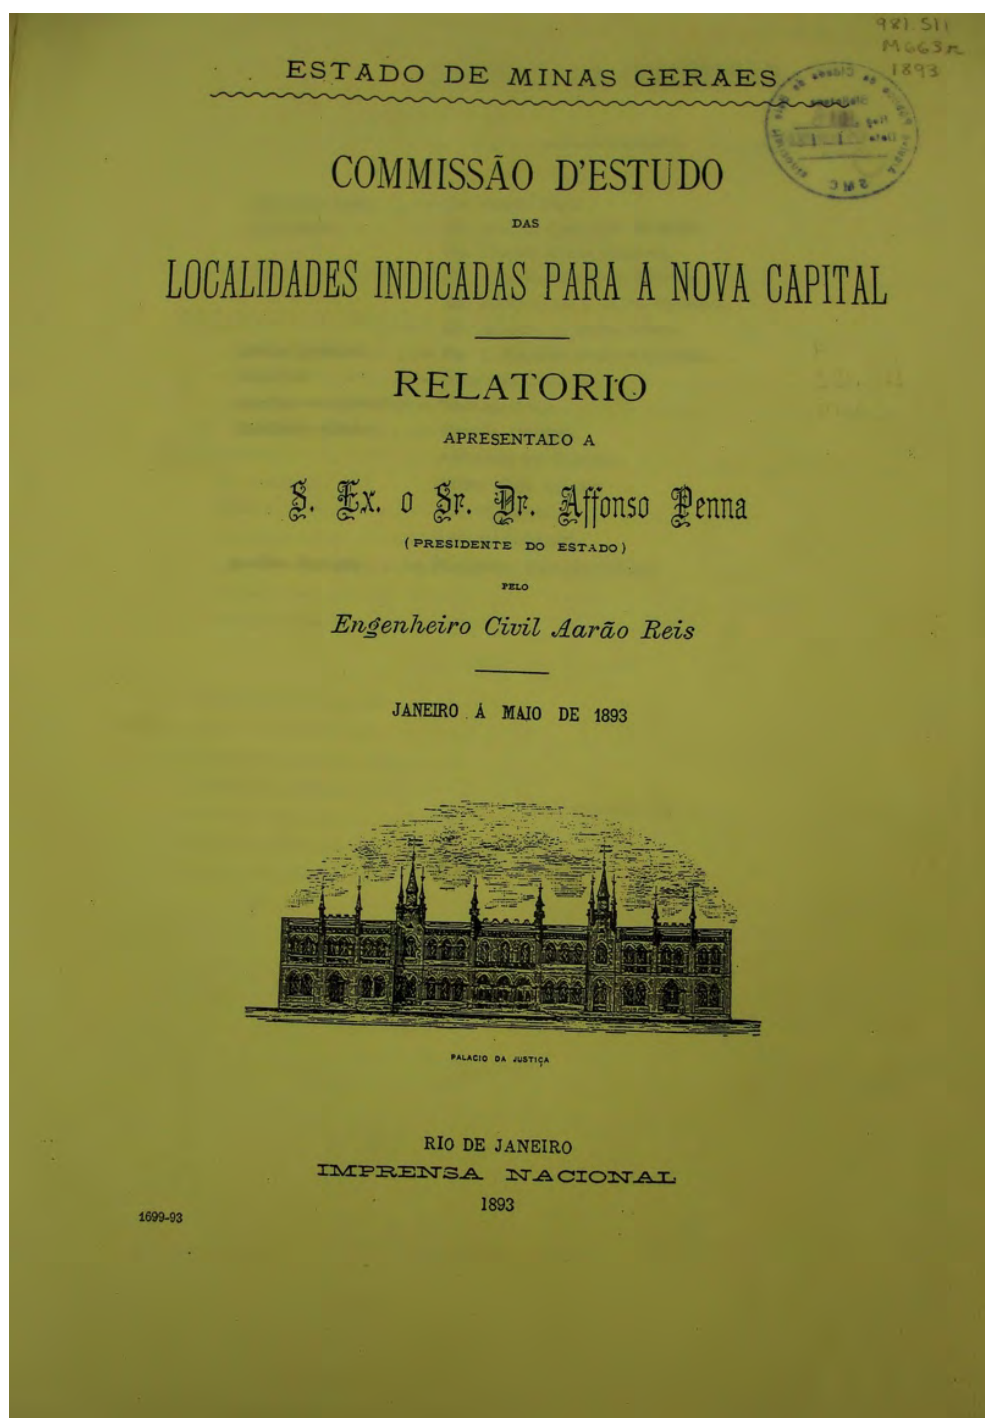 981.511
M663r
1893
ESTADO DE MINAS GERAES
COMMISSÃO D'ESTUDO
DAS
LOCALIDADES INDICADAS PARA A NOVA CAPITAL
RELATORIO
APRESENTADO A
S. Ex. o Sr. Dr. Affonso Penna
(PRESIDENTE DO ESTADO)
PELO
Engenheiro Civil Aarão Reis
JANEIRO Á MAIO DE 1893
PALACIO DA JUSTIÇA
RIO DE JANEIRO
IMPRENSA NACIONAL
1893
1699-93